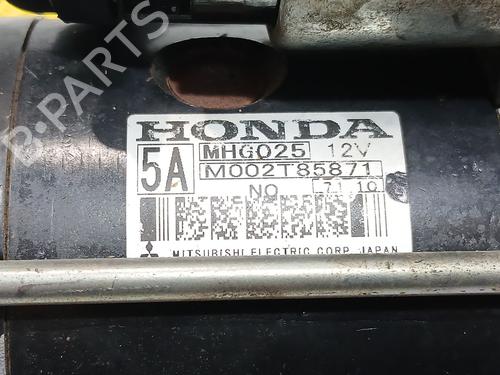 HONDA
5A MHG025 12V
M002T85871
NO 71 10
MITSUBISHI ELECTRIC CORP. JAPAN
B-PARTS